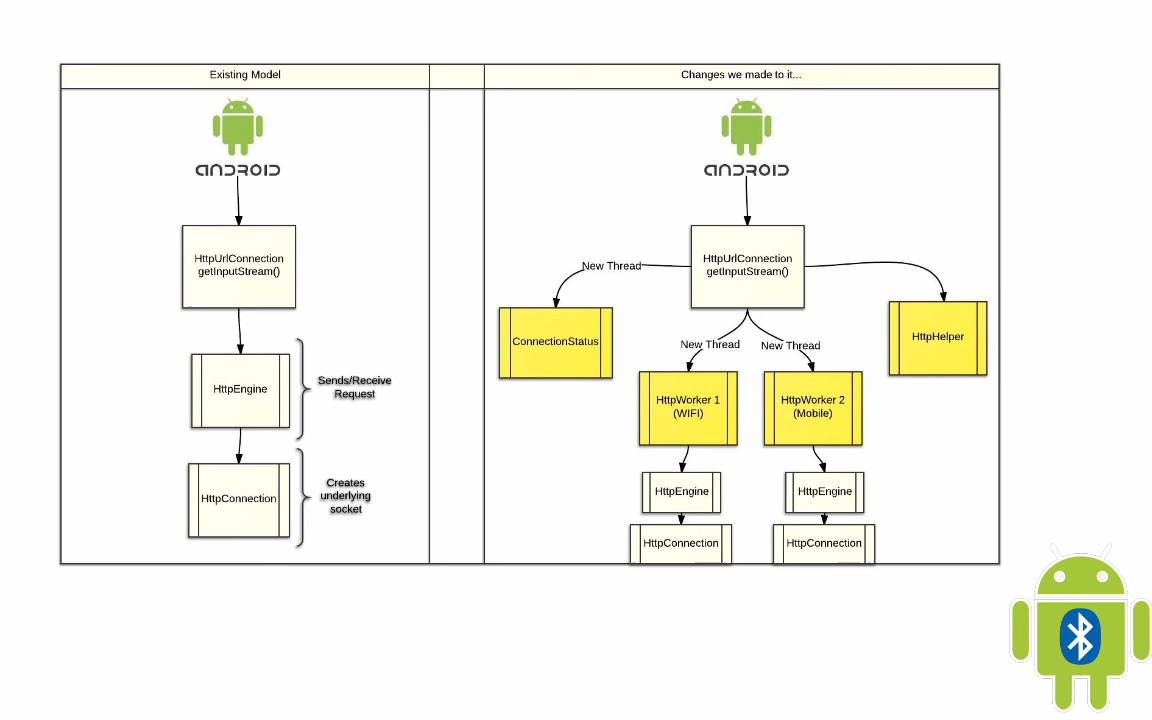 Existing Model
Changes we made to it...
ANDROID
HttpUrlConnection
getInputStream()
HttpEngine
Sends/Receive
Request
HttpConnection
Creates
underlying
socket
ANDROID
HttpUrlConnection
getInputStream()
New Thread
ConnectionStatus
HttpHelper
New Thread
New Thread
HttpWorker 1
(WIFI)
HttpWorker 2
(Mobile)
HttpEngine
HttpEngine
HttpConnection
HttpConnection